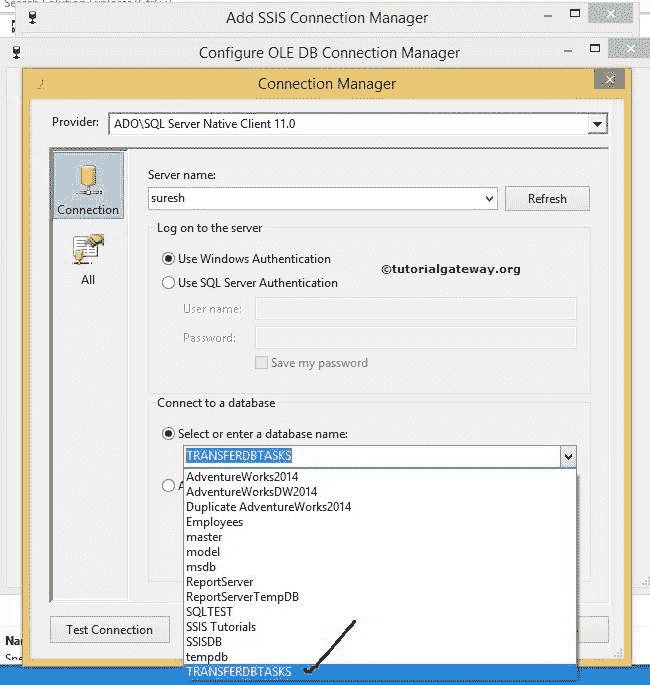 Add SSIS Connection Manager
Configure OLE DB Connection Manager
Connection Manager
Provider: ADO\SQL Server Native Client 11.0
Connection
All
Server name:
suresh
Refresh
Log on to the server
Use Windows Authentication
©tutorialgateway.org
Use SQL Server Authentication
User name:
Password:
Save my password
Connect to a database
Select or enter a database name:
TRANSFERDBTASKS
AdventureWorks2014
AdventureWorksDW2014
Duplicate AdventureWorks2014
Employees
master
model
msdb
ReportServer
ReportServerTempDB
SQLTEST
SSIS Tutorials
SSISDB
tempdb
TRANSFERDBTASKS
Test Connection